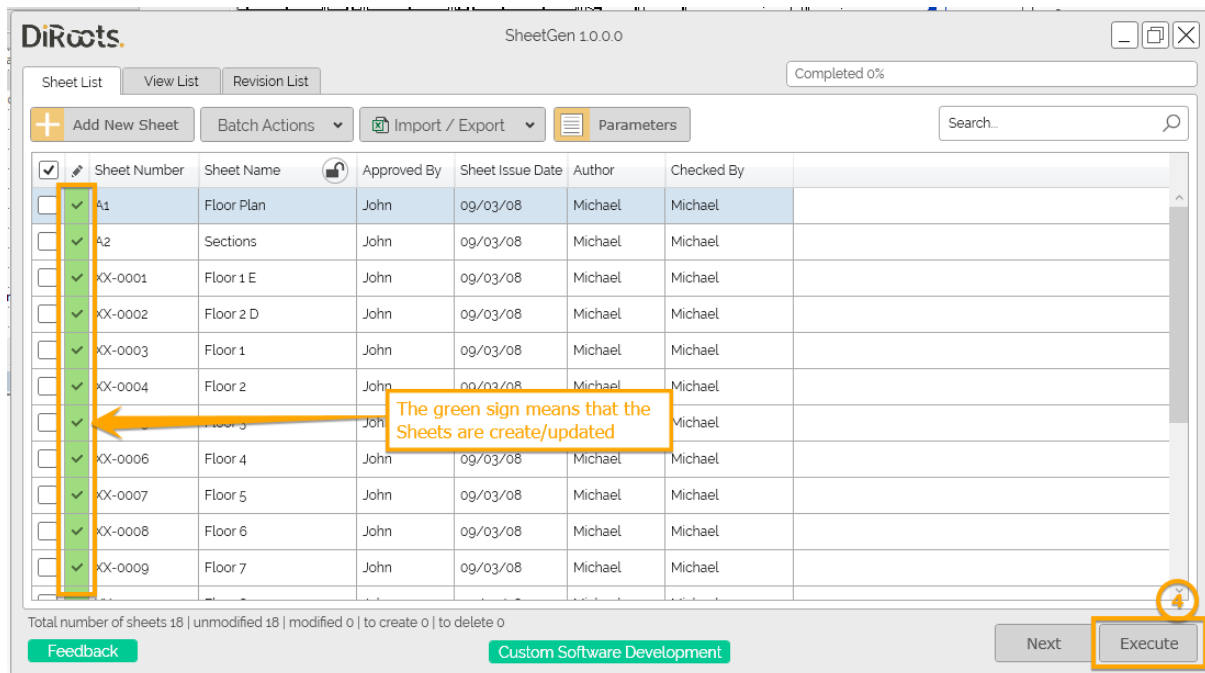 DiRoots.
SheetGen 1.0.0.0
Sheet List View List Revision List
Completed 0%
Add New Sheet Batch Actions Import / Export Parameters
Search...
Sheet Number Sheet Name Approved By Sheet Issue Date Author Checked By
A1 Floor Plan John 09/03/08 Michael Michael
A2 Sections John 09/03/08 Michael Michael
XX-0001 Floor 1 E John 09/03/08 Michael Michael
XX-0002 Floor 2 D John 09/03/08 Michael Michael
XX-0003 Floor 1 John 09/03/08 Michael Michael
XX-0004 Floor 2 John 09/03/08 Michael Michael
Michael
The green sign means that the
Sheets are create/updated
XX-0006 Floor 4 John 09/03/08 Michael Michael
XX-0007 Floor 5 John 09/03/08 Michael Michael
XX-0008 Floor 6 John 09/03/08 Michael Michael
XX-0009 Floor 7 John 09/03/08 Michael Michael
4
Total number of sheets 18 | unmodified 18 | modified 0 | to create 0 | to delete 0
Feedback
Custom Software Development
Next
Execute